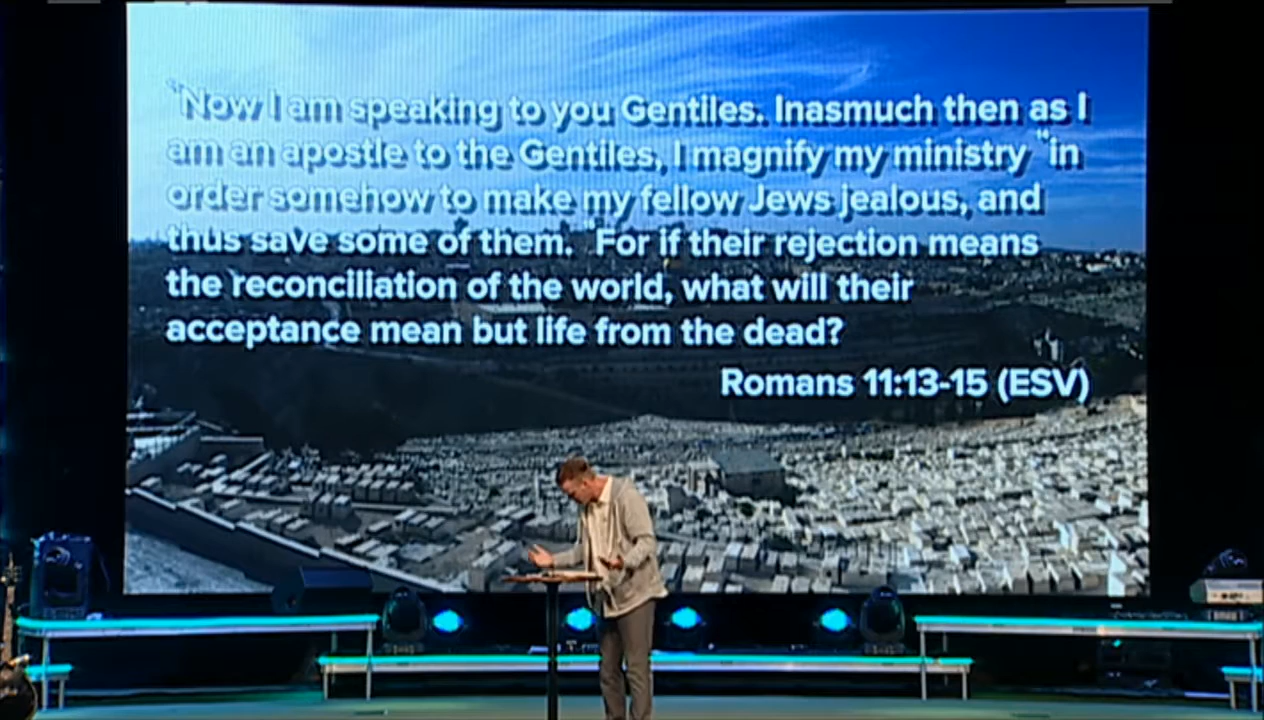 Now I am speaking to you Gentiles. Inasmuch then as I
am an apostle to the Gentiles, I magnify my ministry in
order somehow to make my fellow Jews jealous, and
thus save some of them. For if their rejection means
the reconciliation of the world, what will their
acceptance mean but life from the dead?
Romans 11:13-15 (ESV)